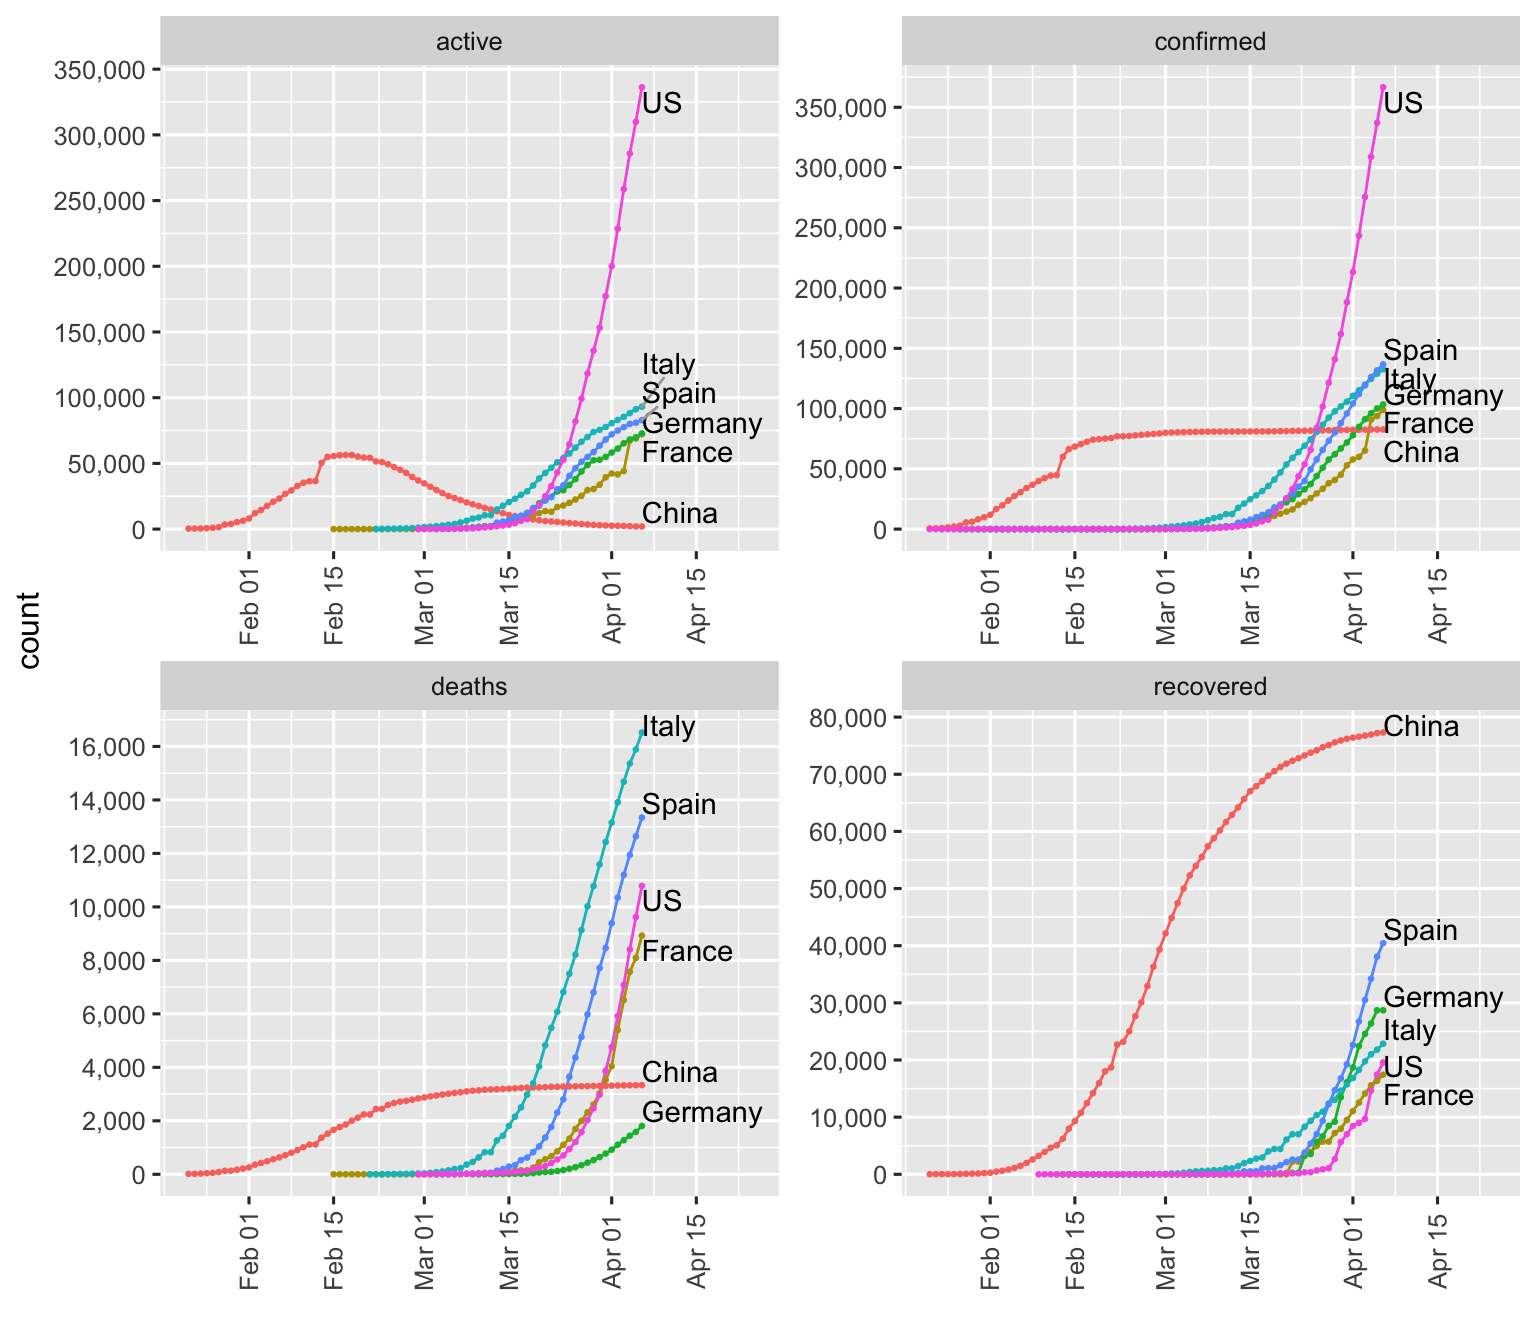 active
350,000
300,000
250,000
200,000
150,000
100,000
50,000
0
US
Italy
Spain
Germany
France
China
Feb 01
Feb 15
Mar 01
Mar 15
Apr 01
Apr 15
confirmed
350,000
300,000
250,000
200,000
150,000
100,000
50,000
0
US
Spain
Italy
Germany
France
China
Feb 01
Feb 15
Mar 01
Mar 15
Apr 01
Apr 15
count
deaths
16,000
14,000
12,000
10,000
8,000
6,000
4,000
2,000
0
Italy
Spain
US
France
China
Germany
Feb 01
Feb 15
Mar 01
Mar 15
Apr 01
Apr 15
recovered
80,000
70,000
60,000
50,000
40,000
30,000
20,000
10,000
0
China
Spain
Germany
Italy
US
France
Feb 01
Feb 15
Mar 01
Mar 15
Apr 01
Apr 15